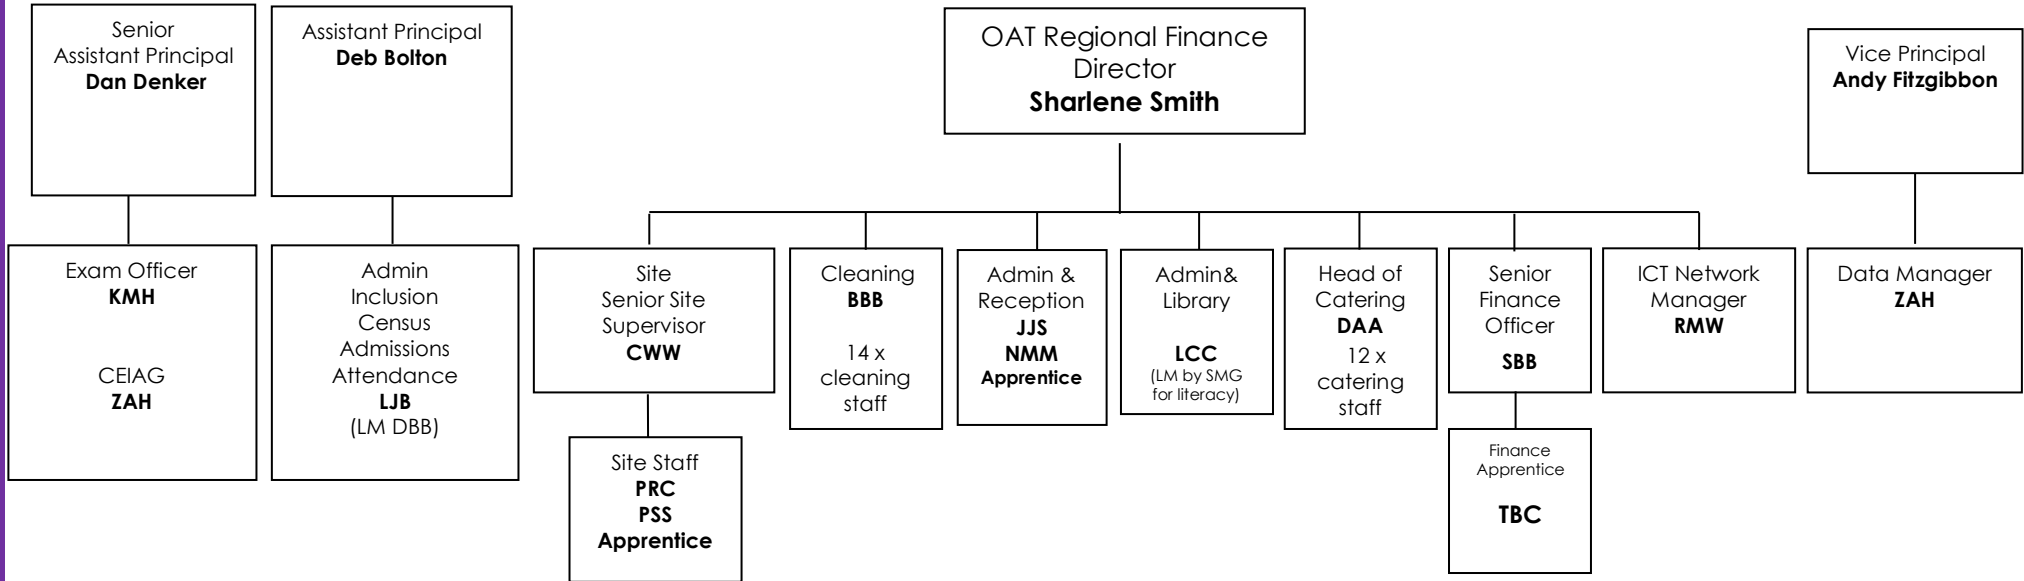 Senior
Assistant Principal
Dan Denker
Assistant Principal
Deb Bolton
OAT Regional Finance
Director
Sharlene Smith
Vice Principal
Andy Fitzgibbon
Exam Officer
KMH
CEIAG
ZAH
Admin
Inclusion
Census
Admissions
Attendance
LJB
(LM DBB)
Site
Senior Site
Supervisor
CWW
Cleaning
BBB
14 x
cleaning
staff
Admin &
Reception
JJS
NMM
Apprentice
Admin&
Library
LCC
(LM by SMG
for literacy)
Head of
Catering
DAA
12 x
catering
staff
Senior
Finance
Officer
SBB
ICT Network
Manager
RMW
Data Manager
ZAH
Site Staff
PRC
PSS
Apprentice
Finance
Apprentice
TBC